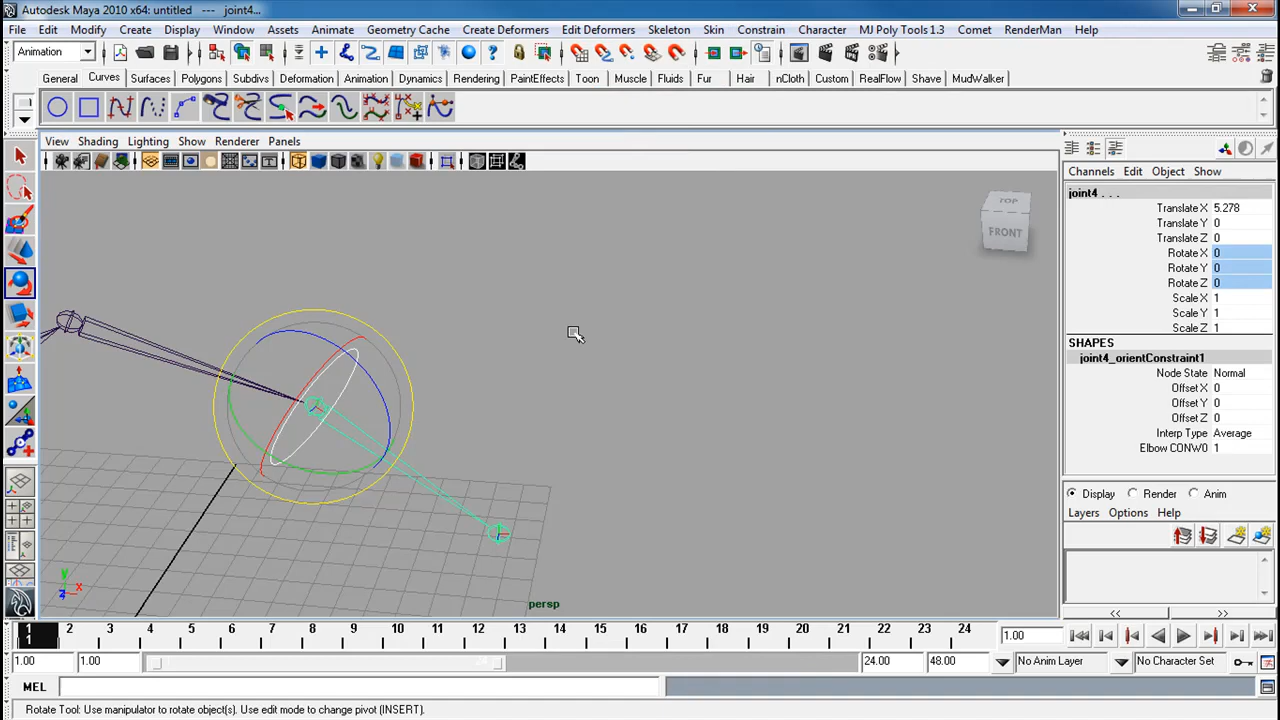 Autodesk Maya 2010 x64: untitled --- joint4...
File Edit Modify Create Display Window Assets Animate Geometry Cache Create Deformers Edit Deformers Skeleton Skin Constrain Character MJ Poly Tools 1.3 Comet RenderMan Help
Animation
General Curves Surfaces Polygons Subdivs Deformation Animation Dynamics Rendering PaintEffects Toon Muscle Fluids Fur Hair nCloth Custom RealFlow Shave MudWalker
View Shading Lighting Show Renderer Panels
Channels Edit Object Show
joint4 . . .
Translate X 5.278
Translate Y 0
Translate Z 0
Rotate X 0
Rotate Y 0
Rotate Z 0
Scale X 1
Scale Y 1
Scale Z 1
SHAPES
joint4_orientConstraint1
Node State Normal
Offset X 0
Offset Y 0
Offset Z 0
Interp Type Average
Elbow CONW0 1
TOP
FRONT
Display Render Anim
Layers Options Help
y
x
z
persp
<< >>
1 2 3 4 5 6 7 8 9 10 11 12 13 14 15 16 17 18 19 20 21 22 23 24
1 1.00
1.00 1.00 24 24.00 48.00 No Anim Layer No Character Set
MEL
Rotate Tool: Use manipulator to rotate object(s). Use edit mode to change pivot (INSERT).